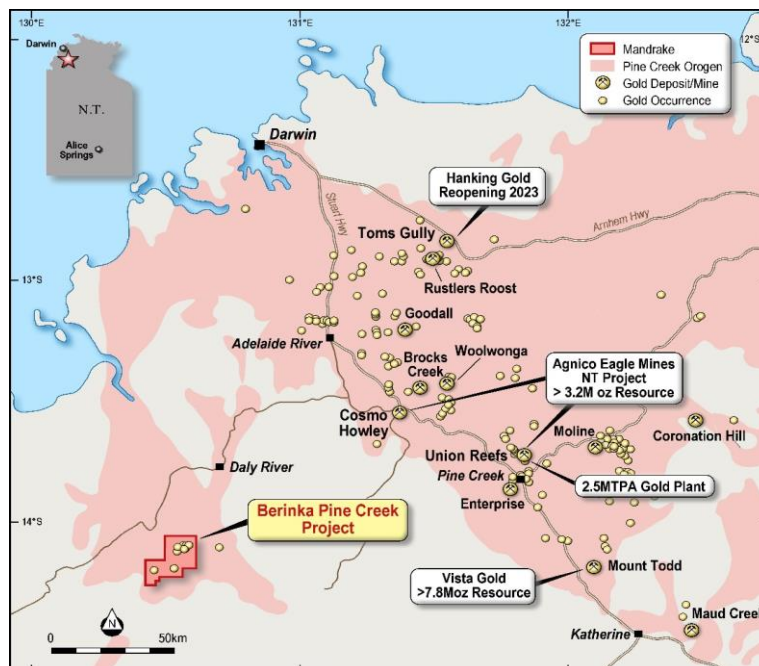 130°E
131°E
132°E
12°S
Darwin
N.T.
Alice
Springs
Mandrake
Pine Creek Orogen
Gold Deposit/Mine
Gold Occurrence
Darwin
Hanking Gold
Reopening 2023
Stuart Hwy
Arnhem Hwy
Toms Gully
13°S
Rustlers Roost
Goodall
Adelaide River
Brocks
Creek
Woolwonga
Agnico Eagle Mines
NT Project
> 3.2M oz Resource
Cosmo
Howley
Moline
Coronation Hill
Union Reefs
Daly River
Pine Creek
2.5MTPA Gold Plant
Enterprise
Berinka Pine Creek
Project
14°S
Mount Todd
Vista Gold
>7.8Moz Resource
Maud Creek
Katherine
N
0
50km